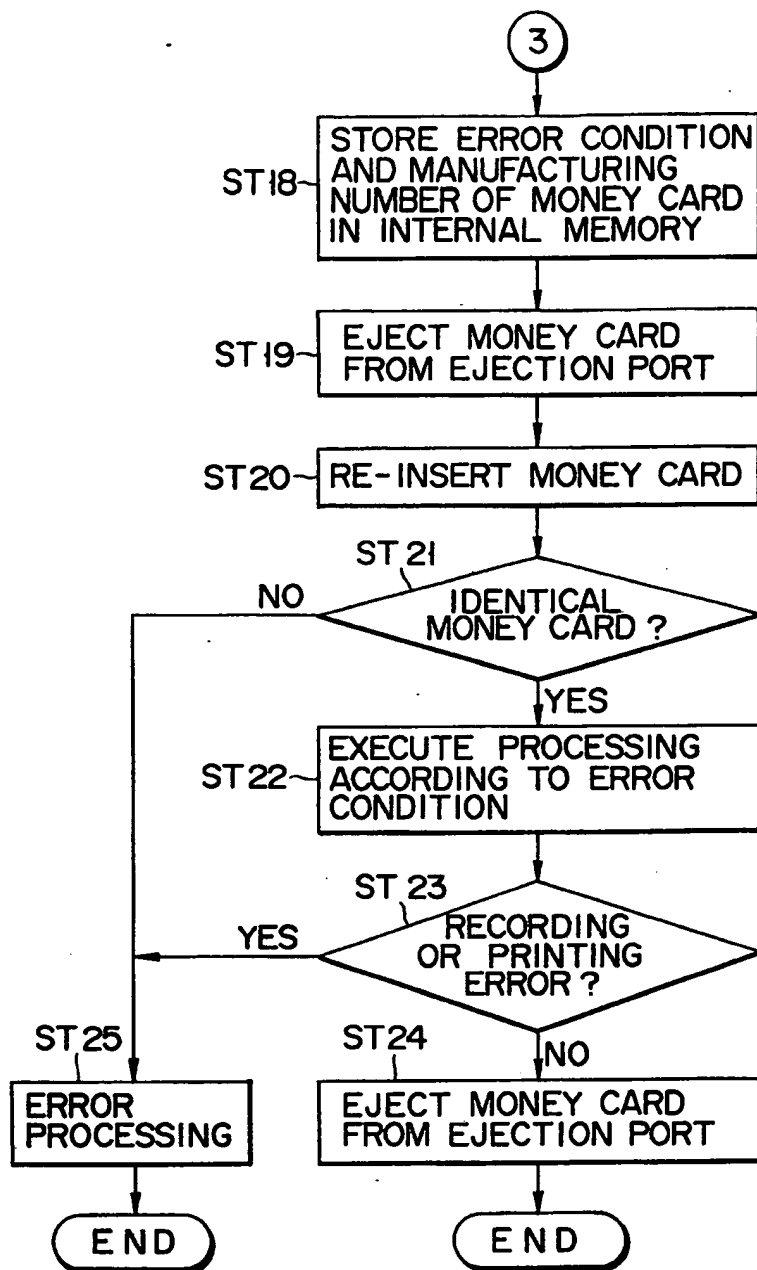 3
STORE ERROR CONDITION
AND MANUFACTURING
NUMBER OF MONEY CARD
IN INTERNAL MEMORY
ST18
EJECT MONEY CARD
FROM EJECTION PORT
ST19
RE-INSERT MONEY CARD
ST20
ST21
NO
IDENTICAL
MONEY CARD?
YES
EXECUTE PROCESSING
ACCORDING TO ERROR
CONDITION
ST22
ST23
YES
RECORDING
OR PRINTING
ERROR?
NO
ST25
ERROR
PROCESSING
END
ST24
EJECT MONEY CARD
FROM EJECTION PORT
END